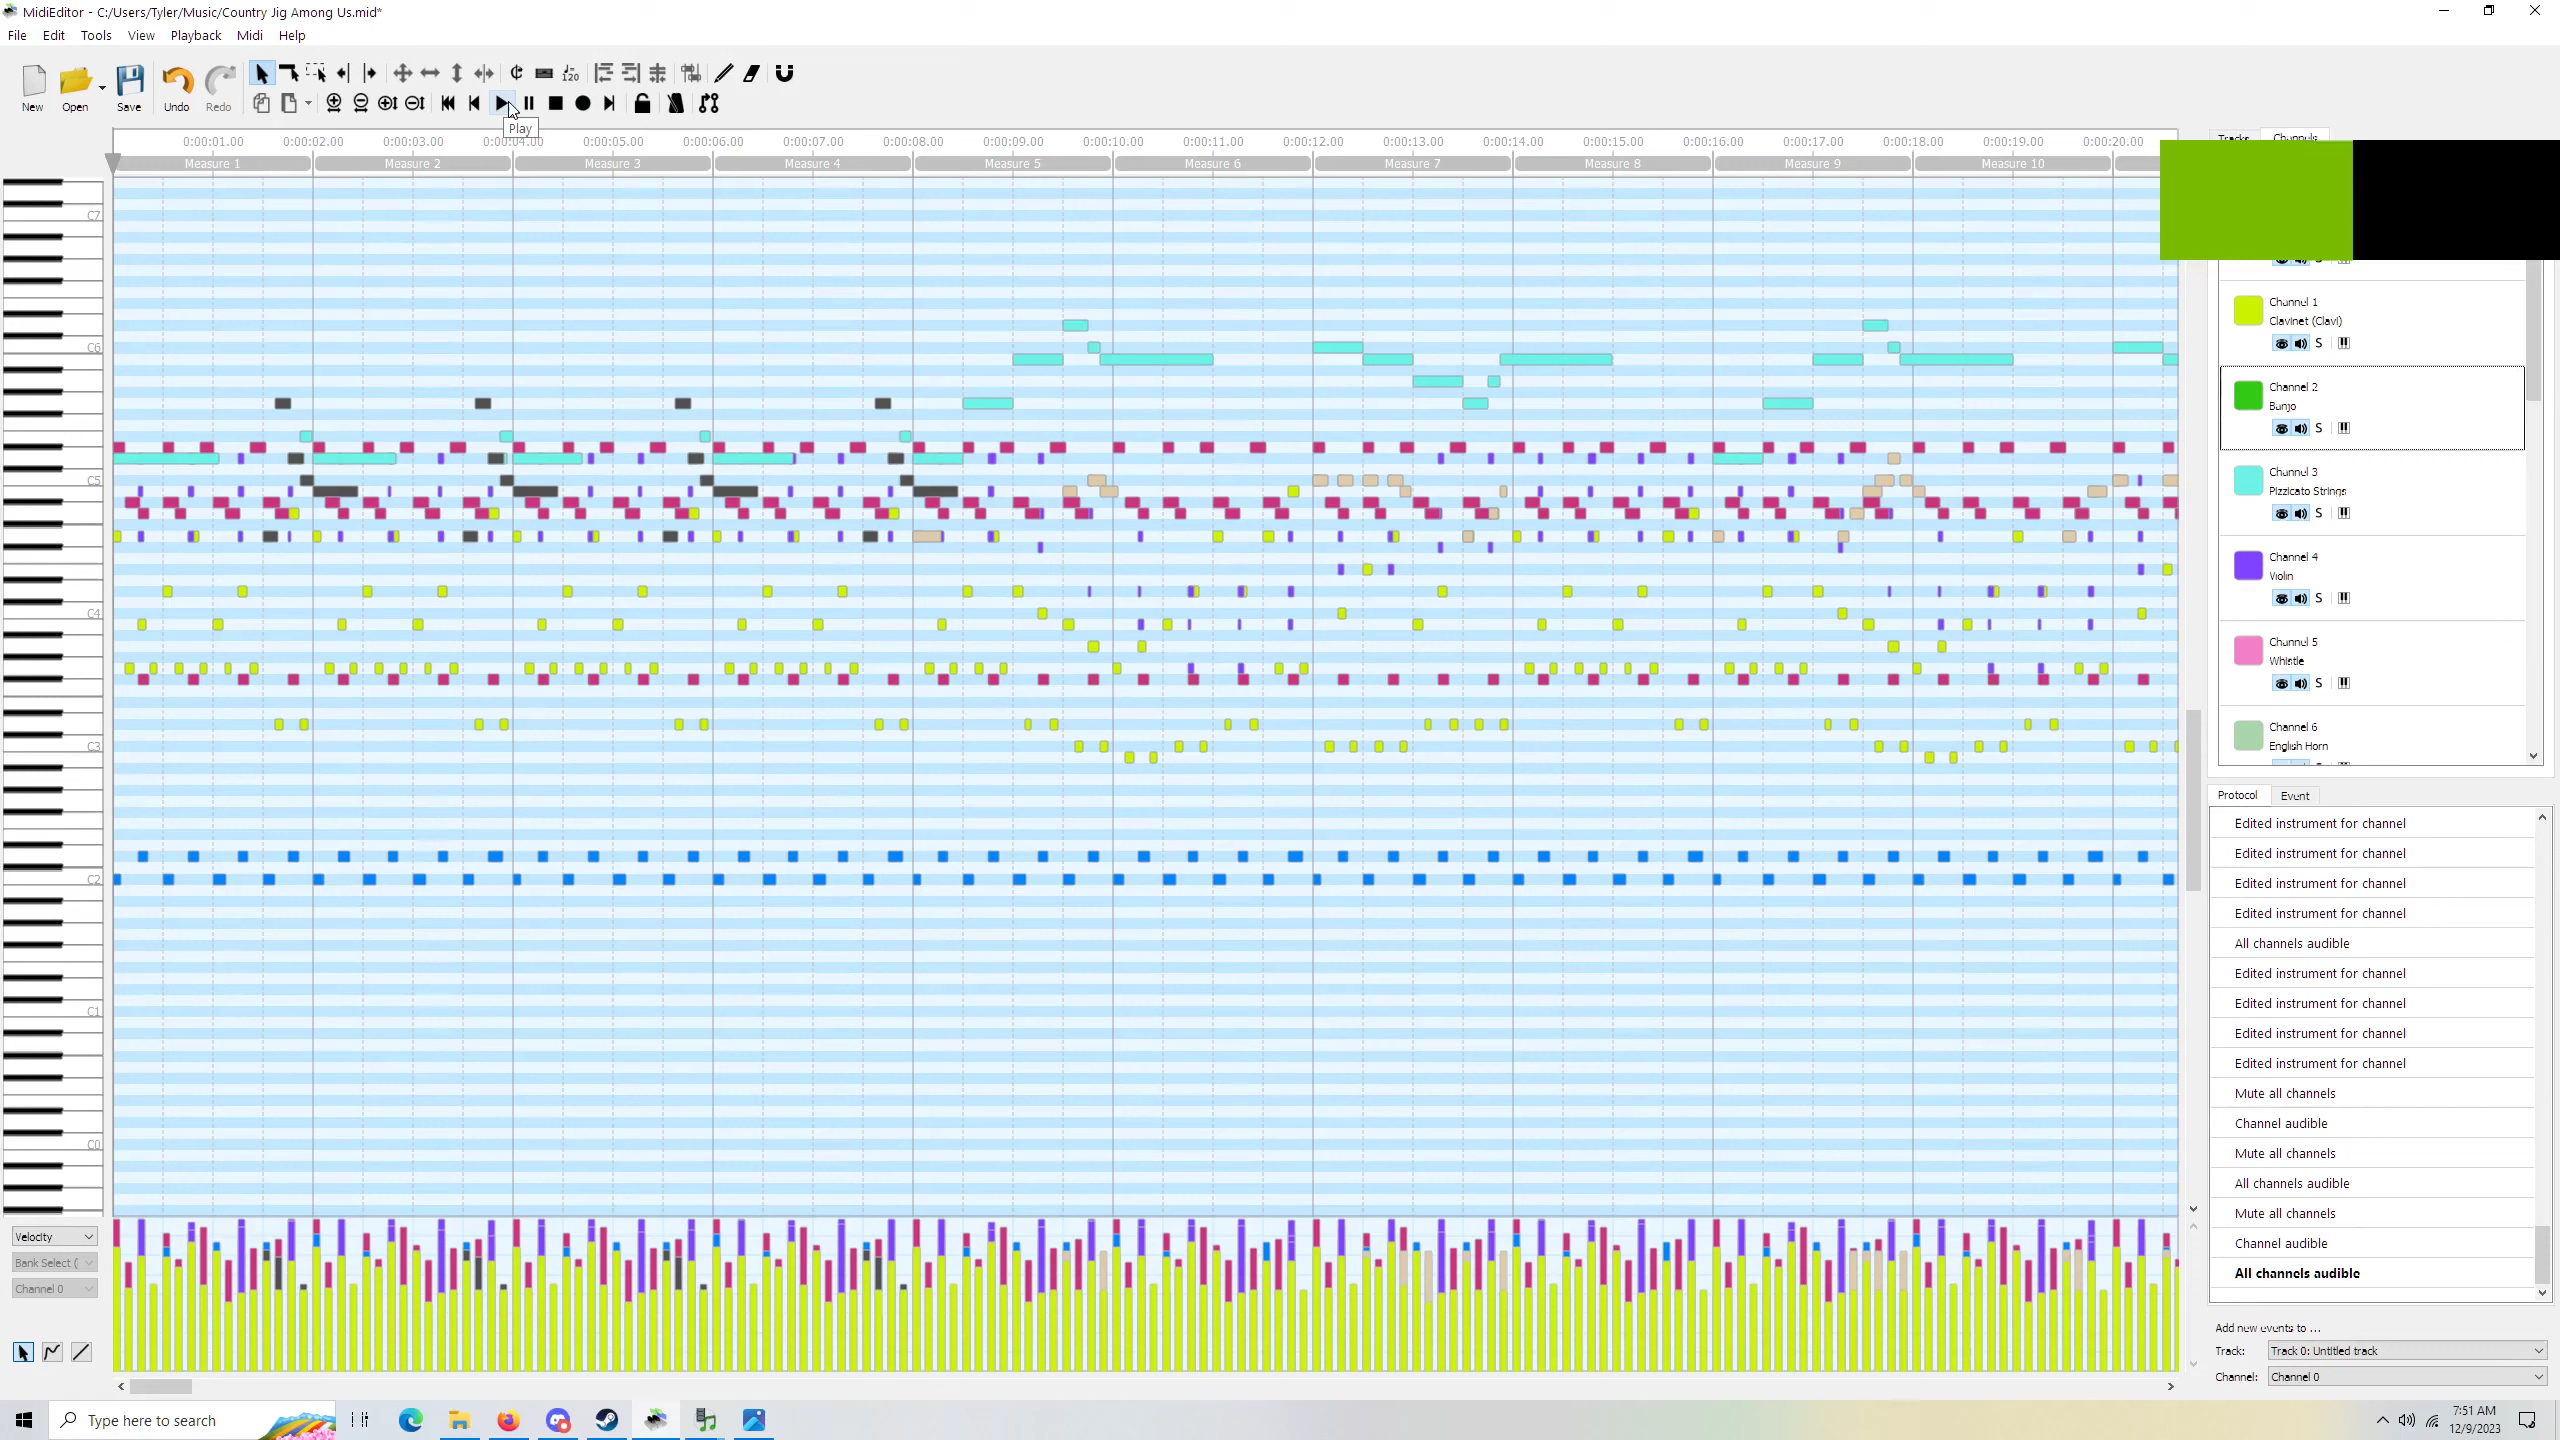 MidiEditor - C:/Users/Tyler/Music/Country Jig Among Us.mid*
File Edit Tools View Playback Midi Help
New Open Save Undo Redo
120
Play
0:00:01.00 0:00:02.00 0:00:03.00 0:00:04.00 0:00:05.00 0:00:06.00 0:00:07.00 0:00:08.00 0:00:09.00 0:00:10.00 0:00:11.00 0:00:12.00 0:00:13.00 0:00:14.00 0:00:15.00 0:00:16.00 0:00:17.00 0:00:18.00 0:00:19.00 0:00:20.00
Measure 1 Measure 2 Measure 3 Measure 4 Measure 5 Measure 6 Measure 7 Measure 8 Measure 9 Measure 10
C7
C6
C5
C4
C3
C2
C1
C0
Tracks Channels
Channel 1
Clavinet (Clavi)
S
Channel 2
Banjo
S
Channel 3
Pizzicato Strings
S
Channel 4
Violin
S
Channel 5
Whistle
S
Channel 6
English Horn
Protocol Event
Edited instrument for channel
Edited instrument for channel
Edited instrument for channel
Edited instrument for channel
All channels audible
Edited instrument for channel
Edited instrument for channel
Edited instrument for channel
Edited instrument for channel
Mute all channels
Channel audible
Mute all channels
All channels audible
Mute all channels
Channel audible
All channels audible
Velocity
Bank Select (
Channel 0
Add new events to ...
Track: Track 0: Untitled track
Channel: Channel 0
Type here to search
7:51 AM
12/9/2023